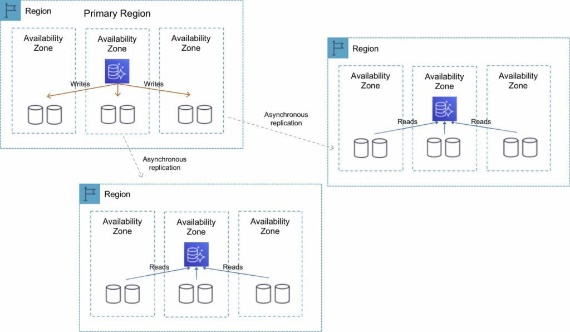 Region
Primary Region
Availability
Zone
Availability
Zone
Availability
Zone
Writes
Writes
Asynchronous
replication
Asynchronous
replication
Region
Availability
Zone
Availability
Zone
Availability
Zone
Reads
Reads
Region
Availability
Zone
Availability
Zone
Availability
Zone
Reads
Reads